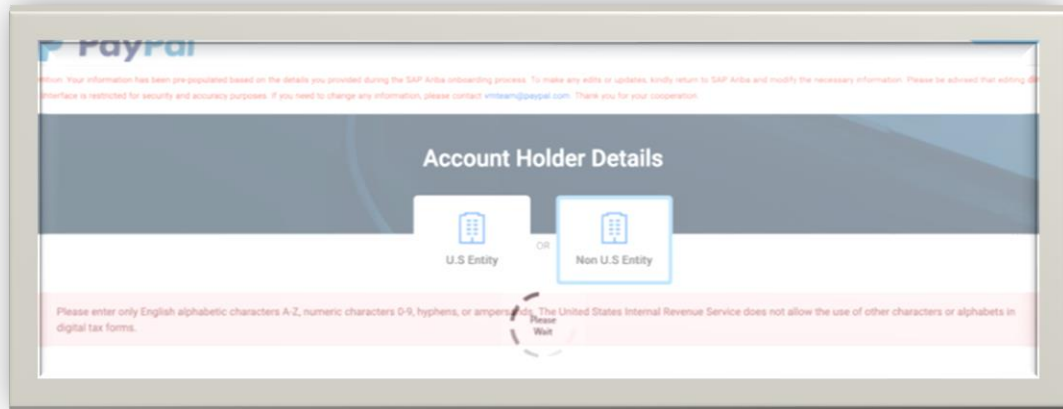 PayPal
Your information has been pre-populated based on the details you provided during the SAP Ariba onboarding process. To make any edits or updates, kindly return to SAP Ariba and modify the necessary information. Please be advised that editing
interface is restricted for security and accuracy purposes. If you need to change any information, please contact vmteam@paypal.com. Thank you for your cooperation
Account Holder Details
U.S Entity
OR
Non U.S Entity
Please enter only English alphabetic characters A-Z, numeric characters 0-9, hyphens, or The United States Internal Revenue Service does not allow the use of other characters or alphabets in
digital tax forms.
Please
Wait